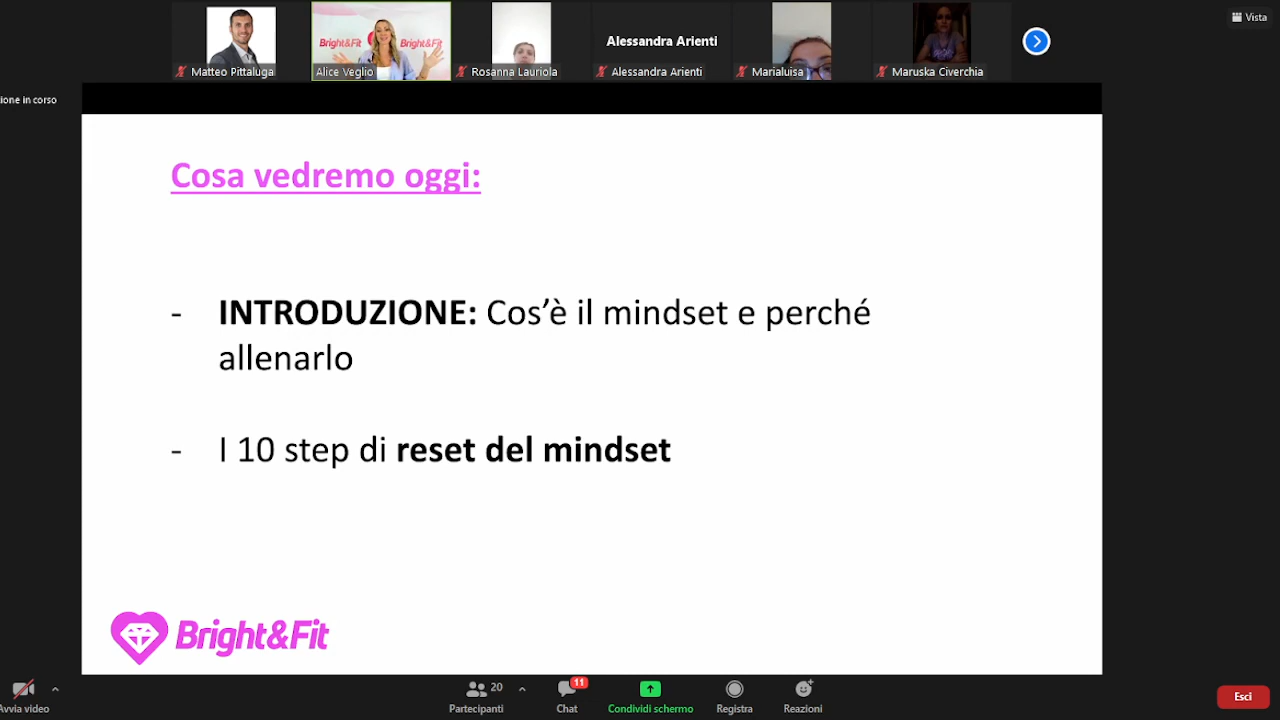 Vista
Alessandra Arienti
Bright&Fit
Bright&Fit
Matteo Pittaluga
Alice Veglio
Rosanna Lauriola
Alessandra Arienti
Marialuisa
Maruska Civerchia
ione in corso
Cosa vedremo oggi:
- INTRODUZIONE: Cos'è il mindset e perché
allenarlo
- I 10 step di reset del mindset
Bright&Fit
20
11
Avvia video
Partecipanti
Chat
Condividi schermo
Registra
Reazioni
Esci